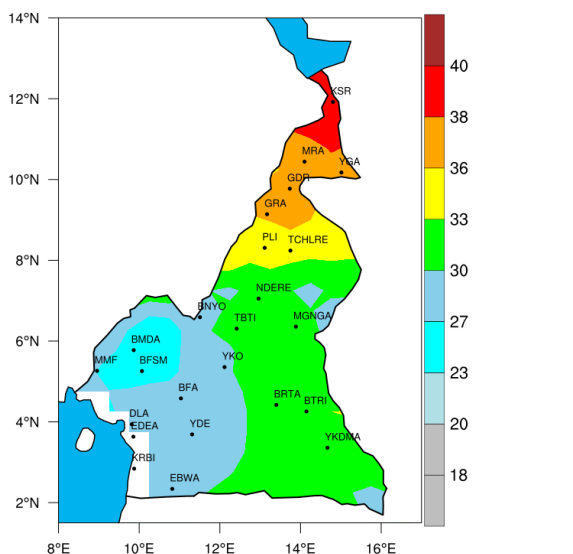 14°N
40
KSR
12°N
38
MRA
YGA
36
10°N
GDR
GRA
33
PLI
TCHLRE
8°N
30
NDERE
BNYO
MGNGA
TBTI
27
6°N
BMDA
YKO
MMF
BFSM
23
BFA
BRTA
BTRI
4°N
DLA
20
EDEA
YDE
YKDMA
KRBI
18
EBWA
2°N
8°E
10°E
12°E
14°E
16°E